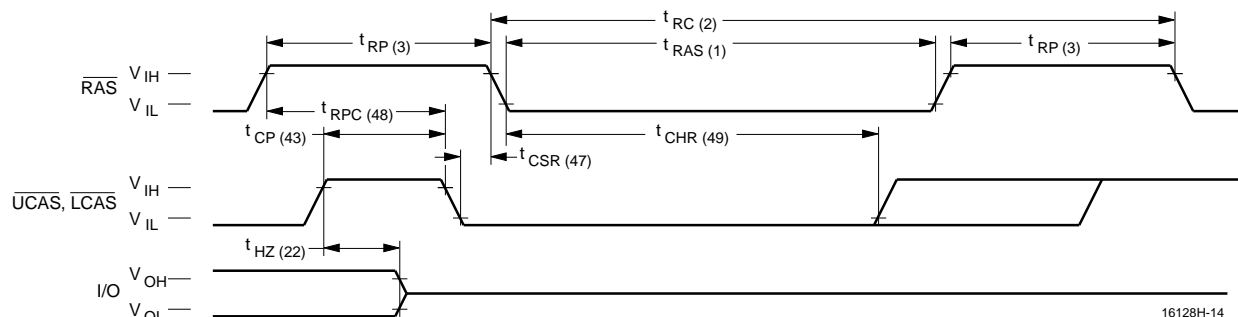 t RC (2)
t RP (3) t RAS (1) t RP (3)
RAS V IH
V IL
t RPC (48)
t CP (43) t CHR (49)
t CSR (47)
UCAS, LCAS V IH
V IL
t HZ (22)
I/O V OH
V OL
16128H-14